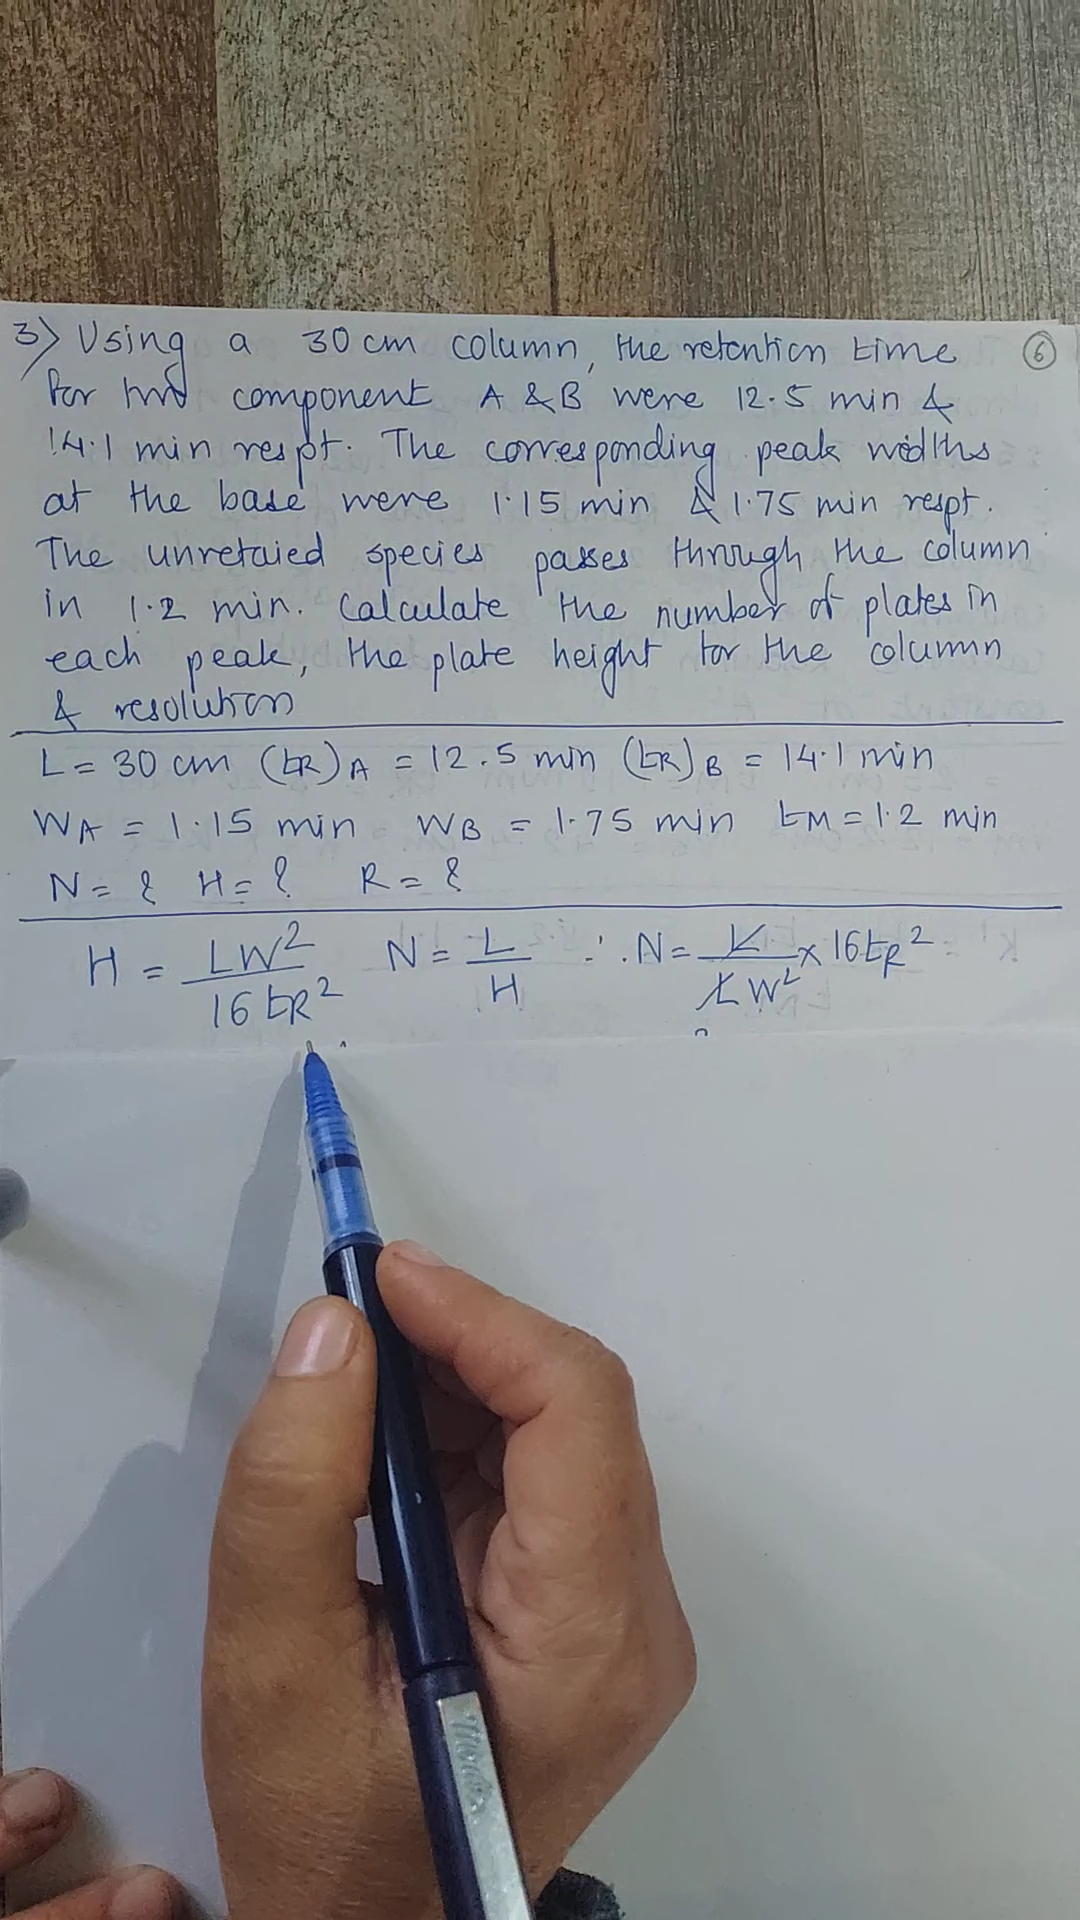 3) Using a 30 cm column, the retention time ⑥
for two component A & B were 12.5 min &
14.1 min respt. The corresponding peak widths
at the base were 1.15 min & 1.75 min respt.
The unretaied species passes through the column
in 1.2 min. Calculate the number of plates in
each peak, the plate height for the column
& resolution
L = 30 cm (tR)A = 12.5 min (tR)B = 14.1 min
WA = 1.15 min WB = 1.75 min tM = 1.2 min
N = ? H = ? R = ?
H = LW²/16tR² N = L/H ∴ N = L/LW² × 16tR²